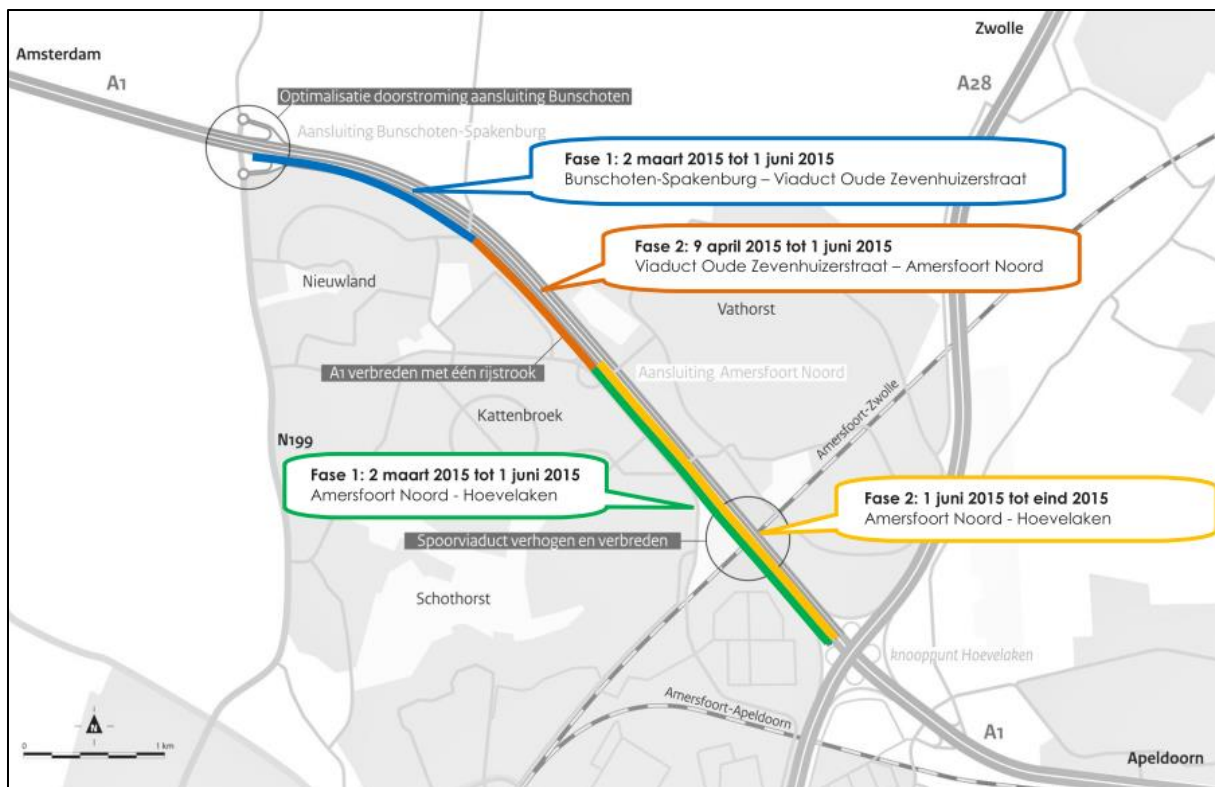 Zwolle
Amsterdam
A1
A28
Optimalisatie doorstroming aansluiting Bunschoten
Aansluiting Bunschoten-Spakenburg
Fase 1: 2 maart 2015 tot 1 juni 2015
Bunschoten-Spakenburg – Viaduct Oude Zevenhuizerstraat
Fase 2: 9 april 2015 tot 1 juni 2015
Viaduct Oude Zevenhuizerstraat – Amersfoort Noord
Nieuwland
Vathorst
A1 verbreden met één rijstrook
Aansluiting Amersfoort Noord
Kattenbroek
Amersfoort-Zwolle
N199
Fase 1: 2 maart 2015 tot 1 juni 2015
Amersfoort Noord - Hoevelaken
Fase 2: 1 juni 2015 tot eind 2015
Amersfoort Noord - Hoevelaken
Spoorviaduct verhogen en verbreden
Schothorst
knooppunt Hoevelaken
Amersfoort-Apeldoorn
N
0 1 km
A1
Apeldoorn